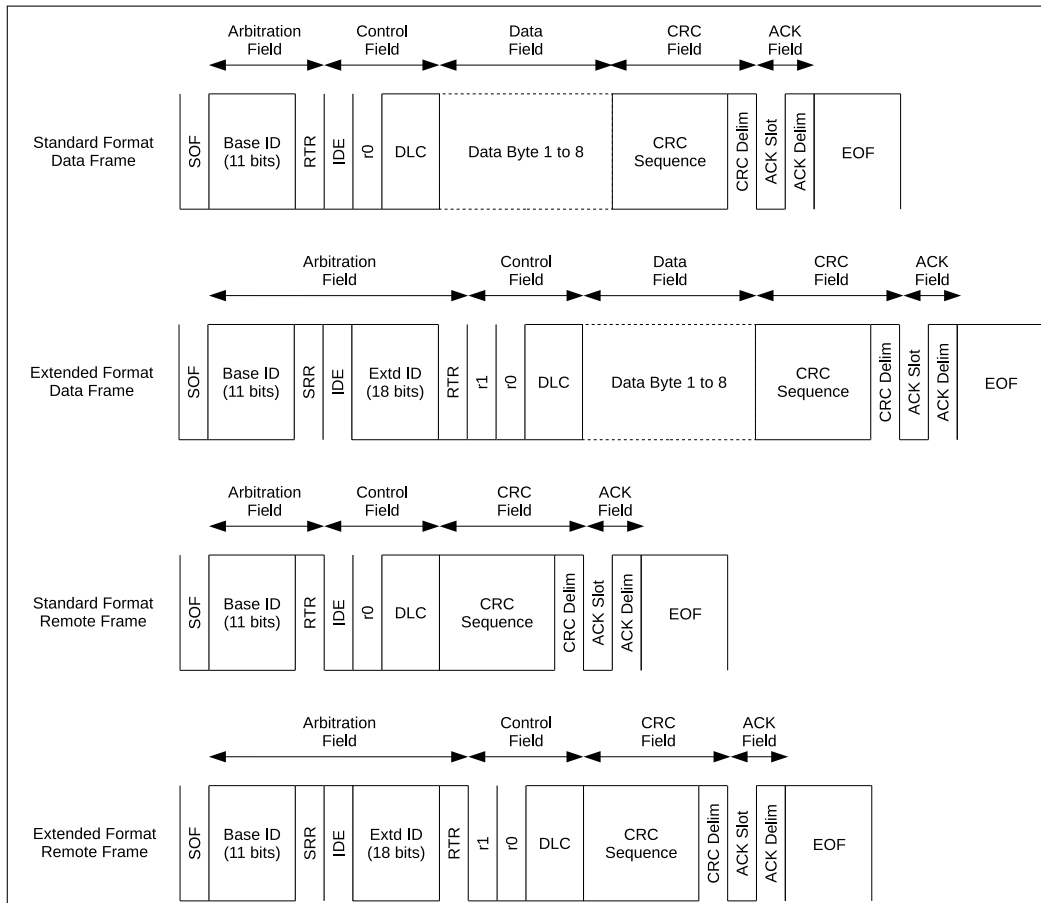 Arbitration Field
Control Field
Data Field
CRC Field
ACK Field
Standard Format Data Frame
SOF
Base ID (11 bits)
RTR
IDE
r0
DLC
Data Byte 1 to 8
CRC Sequence
CRC Delim
ACK Slot
ACK Delim
EOF
Arbitration Field
Control Field
Data Field
CRC Field
ACK Field
Extended Format Data Frame
SOF
Base ID (11 bits)
SRR
IDE
Extd ID (18 bits)
RTR
r1
r0
DLC
Data Byte 1 to 8
CRC Sequence
CRC Delim
ACK Slot
ACK Delim
EOF
Arbitration Field
Control Field
CRC Field
ACK Field
Standard Format Remote Frame
SOF
Base ID (11 bits)
RTR
IDE
r0
DLC
CRC Sequence
CRC Delim
ACK Slot
ACK Delim
EOF
Arbitration Field
Control Field
CRC Field
ACK Field
Extended Format Remote Frame
SOF
Base ID (11 bits)
SRR
IDE
Extd ID (18 bits)
RTR
r1
r0
DLC
CRC Sequence
CRC Delim
ACK Slot
ACK Delim
EOF